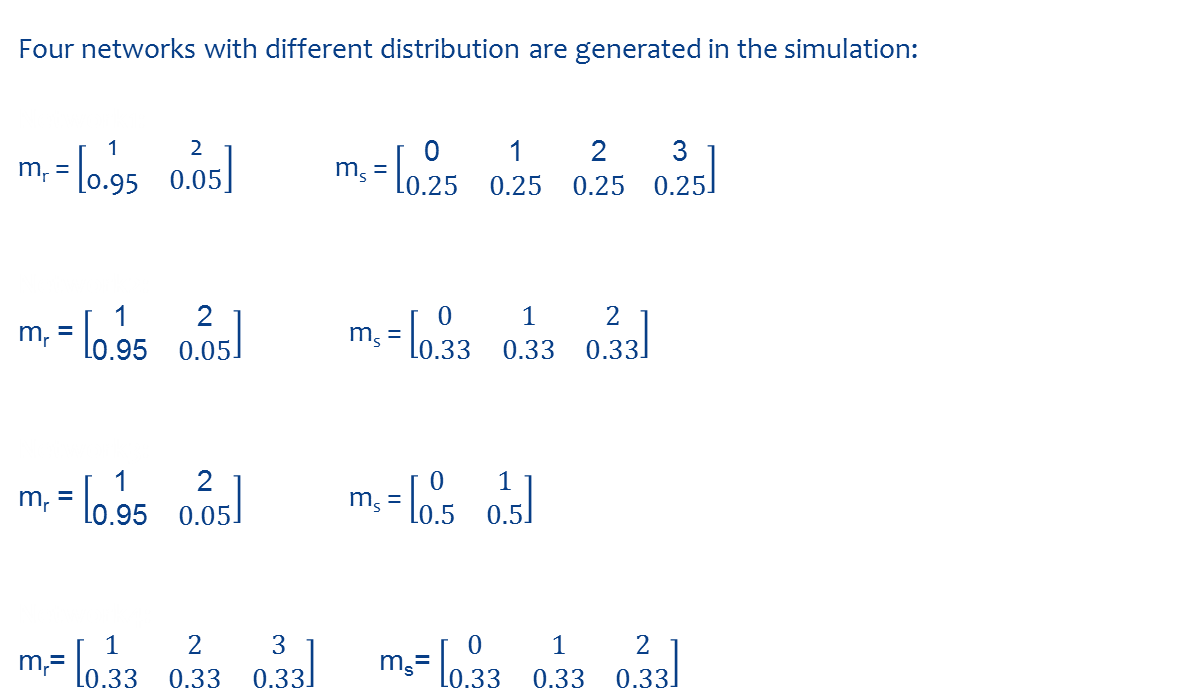 Four networks with different distribution are generated in the simulation:
mr = [1 2
0.95 0.05] ms = [0 1 2 3
0.25 0.25 0.25 0.25]
mr = [1 2
0.95 0.05] ms = [0 1 2
0.33 0.33 0.33]
mr = [1 2
0.95 0.05] ms = [0 1
0.5 0.5]
mr= [1 2 3
0.33 0.33 0.33] ms= [0 1 2
0.33 0.33 0.33]